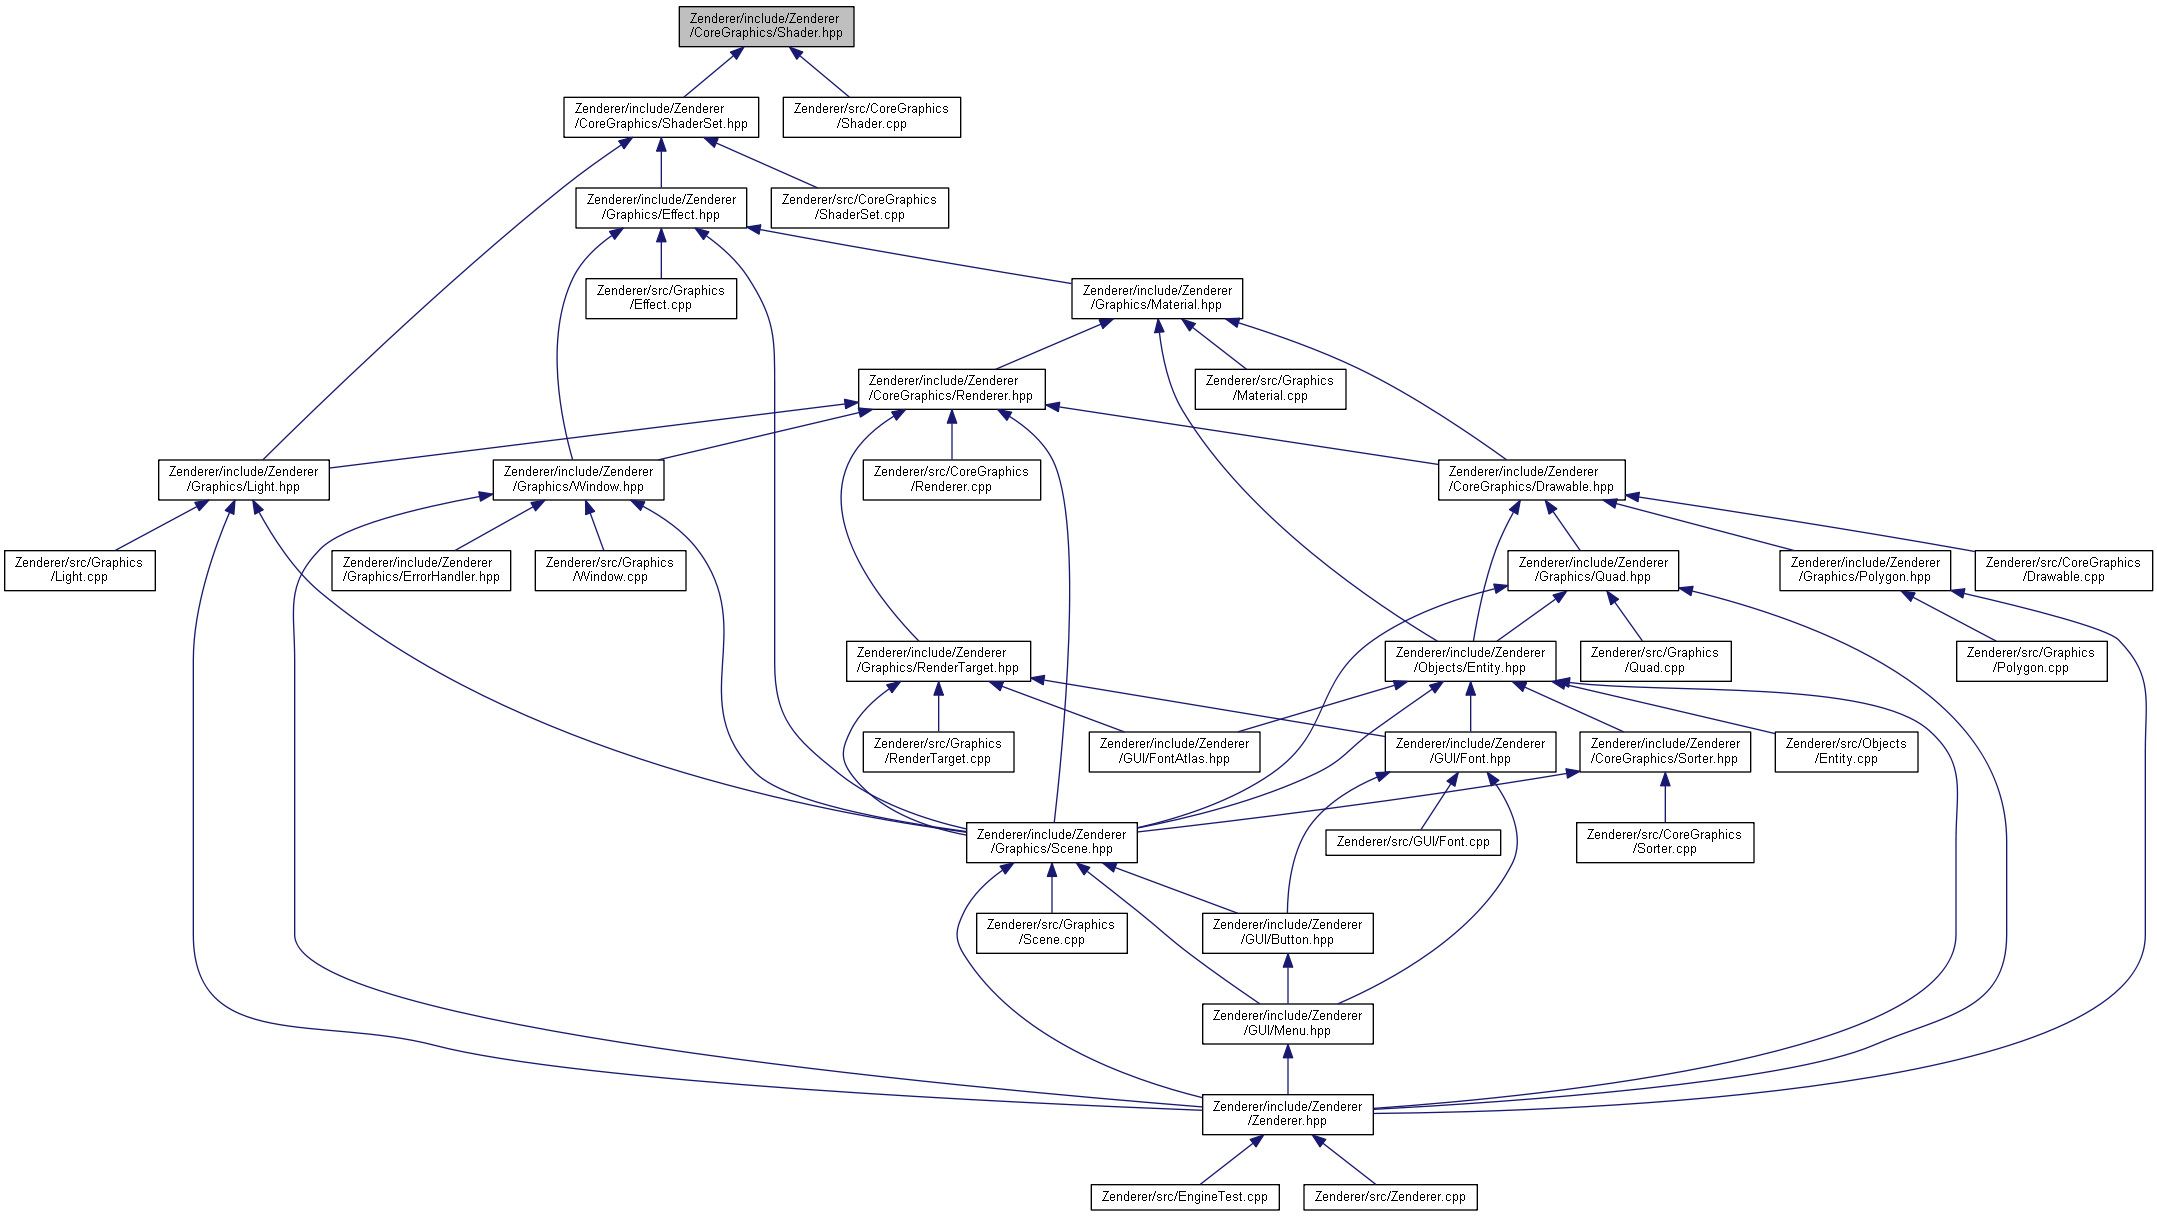 Zenderer/include/Zenderer
/CoreGraphics/Shader.hpp
Zenderer/include/Zenderer
/CoreGraphics/ShaderSet.hpp
Zenderer/src/CoreGraphics
/Shader.cpp
Zenderer/include/Zenderer
/Graphics/Effect.hpp
Zenderer/src/CoreGraphics
/ShaderSet.cpp
Zenderer/src/Graphics
/Effect.cpp
Zenderer/include/Zenderer
/Graphics/Material.hpp
Zenderer/include/Zenderer
/CoreGraphics/Renderer.hpp
Zenderer/src/Graphics
/Material.cpp
Zenderer/include/Zenderer
/Graphics/Light.hpp
Zenderer/include/Zenderer
/Graphics/Window.hpp
Zenderer/src/CoreGraphics
/Renderer.cpp
Zenderer/include/Zenderer
/CoreGraphics/Drawable.hpp
Zenderer/src/Graphics
/Light.cpp
Zenderer/include/Zenderer
/Graphics/ErrorHandler.hpp
Zenderer/src/Graphics
/Window.cpp
Zenderer/include/Zenderer
/Graphics/Quad.hpp
Zenderer/include/Zenderer
/Graphics/Polygon.hpp
Zenderer/src/CoreGraphics
/Drawable.cpp
Zenderer/include/Zenderer
/Graphics/RenderTarget.hpp
Zenderer/include/Zenderer
/Objects/Entity.hpp
Zenderer/src/Graphics
/Quad.cpp
Zenderer/src/Graphics
/Polygon.cpp
Zenderer/src/Graphics
/RenderTarget.cpp
Zenderer/include/Zenderer
/GUI/FontAtlas.hpp
Zenderer/include/Zenderer
/GUI/Font.hpp
Zenderer/include/Zenderer
/CoreGraphics/Sorter.hpp
Zenderer/src/Objects
/Entity.cpp
Zenderer/include/Zenderer
/Graphics/Scene.hpp
Zenderer/src/GUI/Font.cpp
Zenderer/src/CoreGraphics
/Sorter.cpp
Zenderer/src/Graphics
/Scene.cpp
Zenderer/include/Zenderer
/GUI/Button.hpp
Zenderer/include/Zenderer
/GUI/Menu.hpp
Zenderer/include/Zenderer
/Zenderer.hpp
Zenderer/src/EngineTest.cpp
Zenderer/src/Zenderer.cpp